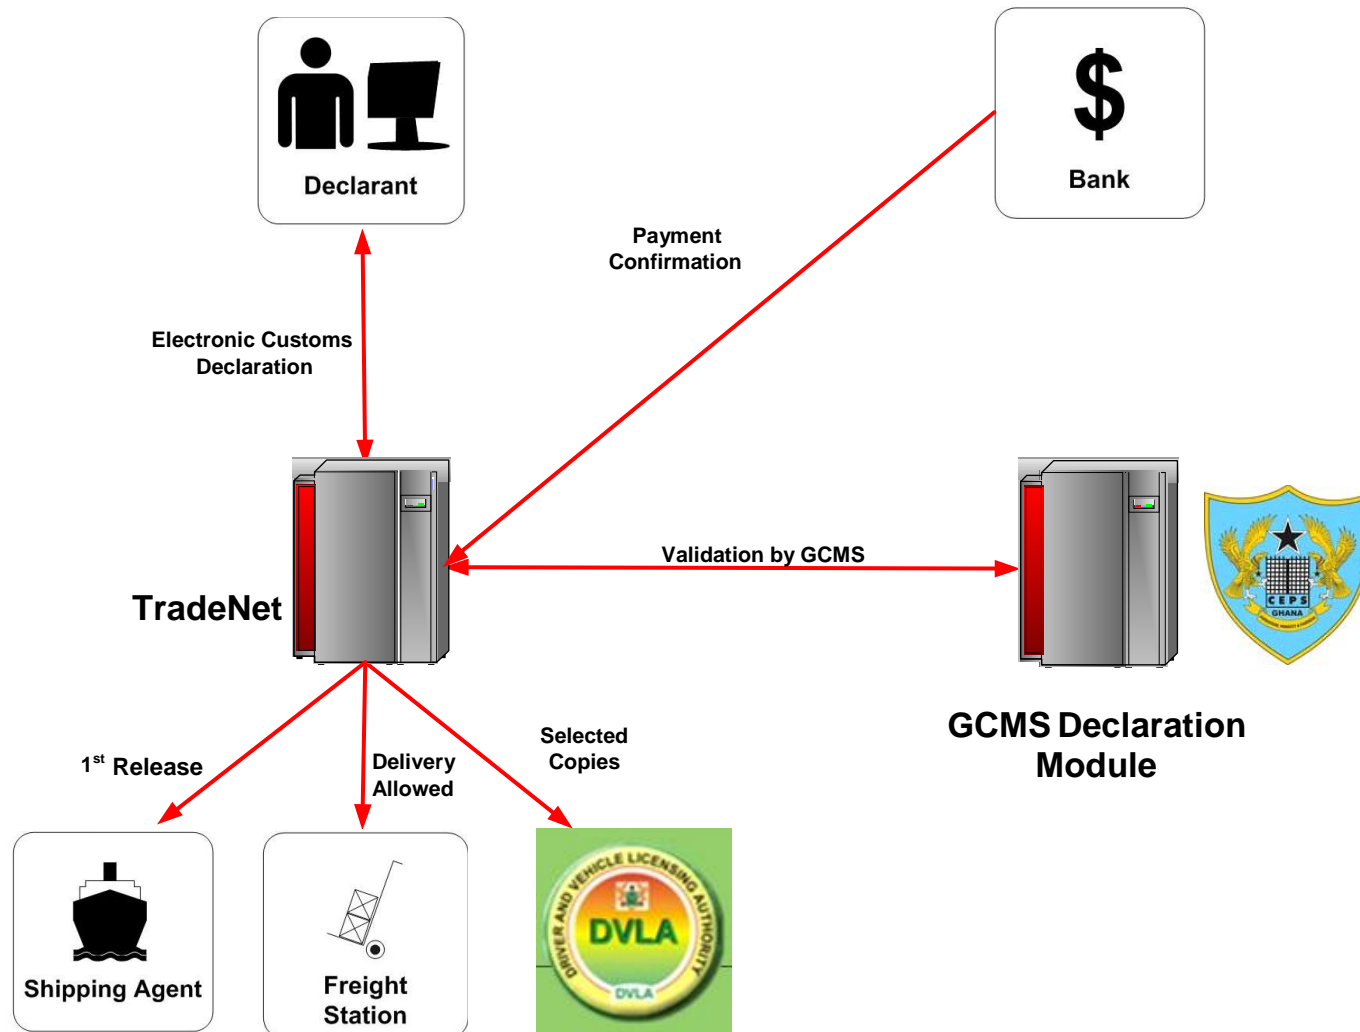 Declarant
$
Bank
Payment
Confirmation
Electronic Customs
Declaration
Validation by GCMS
TradeNet
CEPS
GHANA
GCMS Declaration
Module
1st Release
Delivery
Allowed
Selected
Copies
Shipping Agent
Freight
Station
DRIVER AND VEHICLE LICENSING AUTHORITY
DVLA
DVLA